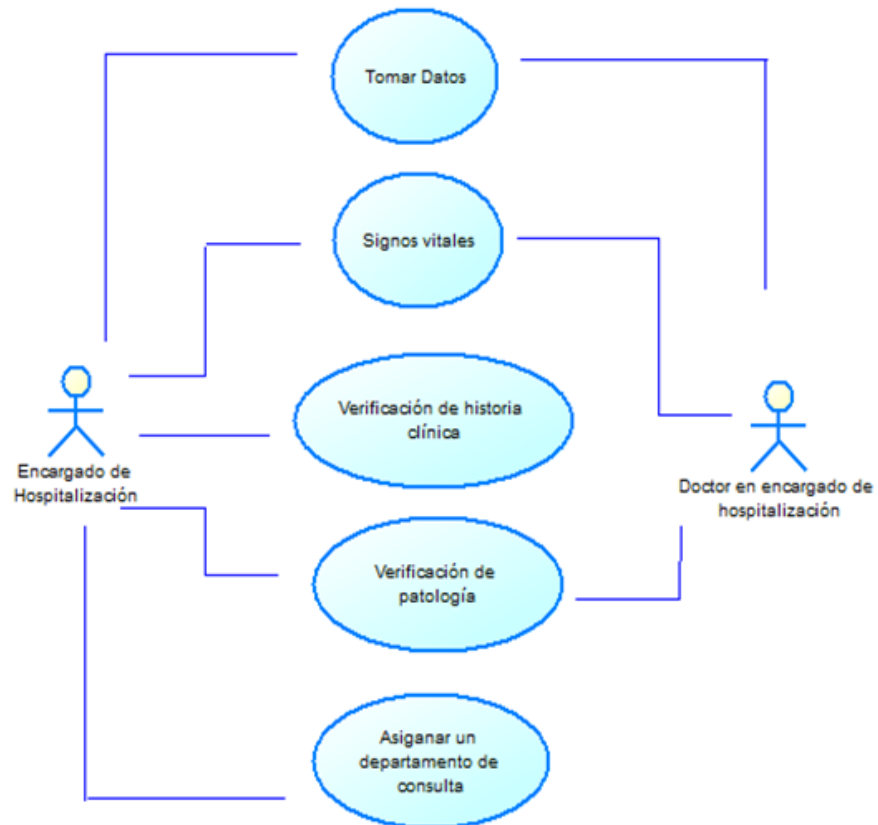 Tomar Datos
Signos vitales
Verificación de historia
clínica
Encargado de
Hospitalización
Doctor en encargado de
hospitalización
Verificación de
patología
Asiganar un
departamento de
consulta